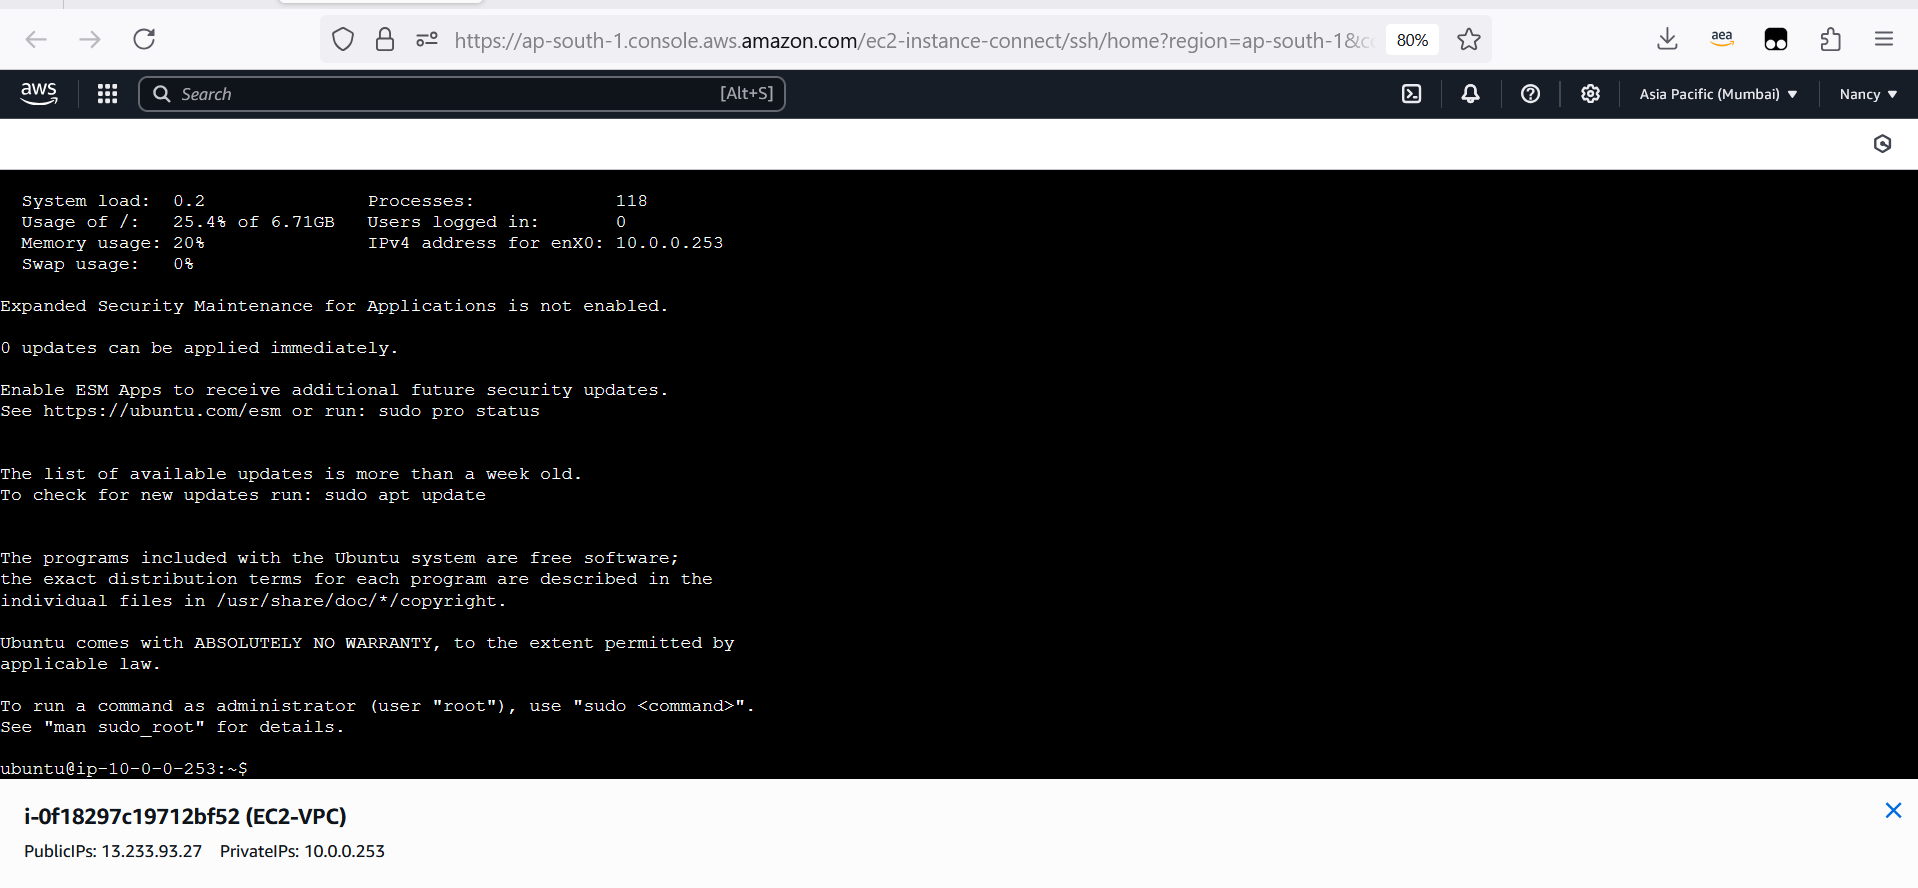 https://ap-south-1.console.aws.amazon.com/ec2-instance-connect/ssh/home?region=ap-south-1&c 80% aea
aws Search [Alt+S] Asia Pacific (Mumbai) Nancy
System load: 0.2 Processes: 118
Usage of /: 25.4% of 6.71GB Users logged in: 0
Memory usage: 20% IPv4 address for enX0: 10.0.0.253
Swap usage: 0%
Expanded Security Maintenance for Applications is not enabled.
0 updates can be applied immediately.
Enable ESM Apps to receive additional future security updates.
See https://ubuntu.com/esm or run: sudo pro status
The list of available updates is more than a week old.
To check for new updates run: sudo apt update
The programs included with the Ubuntu system are free software;
the exact distribution terms for each program are described in the
individual files in /usr/share/doc/*/copyright.
Ubuntu comes with ABSOLUTELY NO WARRANTY, to the extent permitted by
applicable law.
To run a command as administrator (user "root"), use "sudo <command>".
See "man sudo_root" for details.
ubuntu@ip-10-0-0-253:~$
i-0f18297c19712bf52 (EC2-VPC)
PublicIPs: 13.233.93.27 PrivateIPs: 10.0.0.253